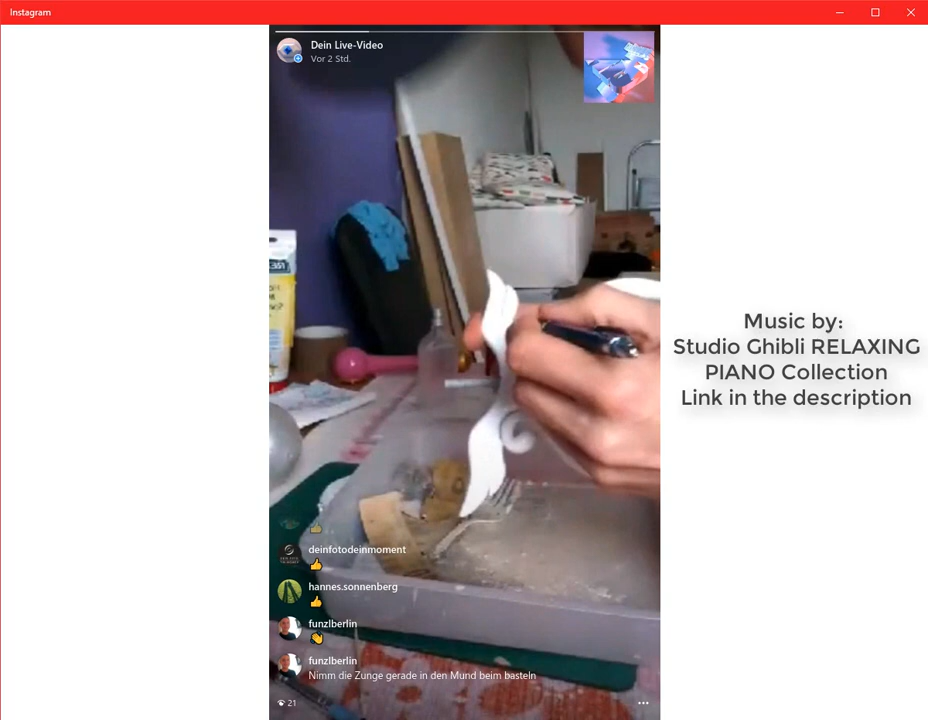 Instagram
Dein Live-Video
Vor 2 Std.
Music by:
Studio Ghibli RELAXING
PIANO Collection
Link in the description
deinfotodeinmoment
👍
hannes.sonnenberg
👍
funzlberlin
👏
funzlberlin
Nimm die Zunge gerade in den Mund beim basteln
21